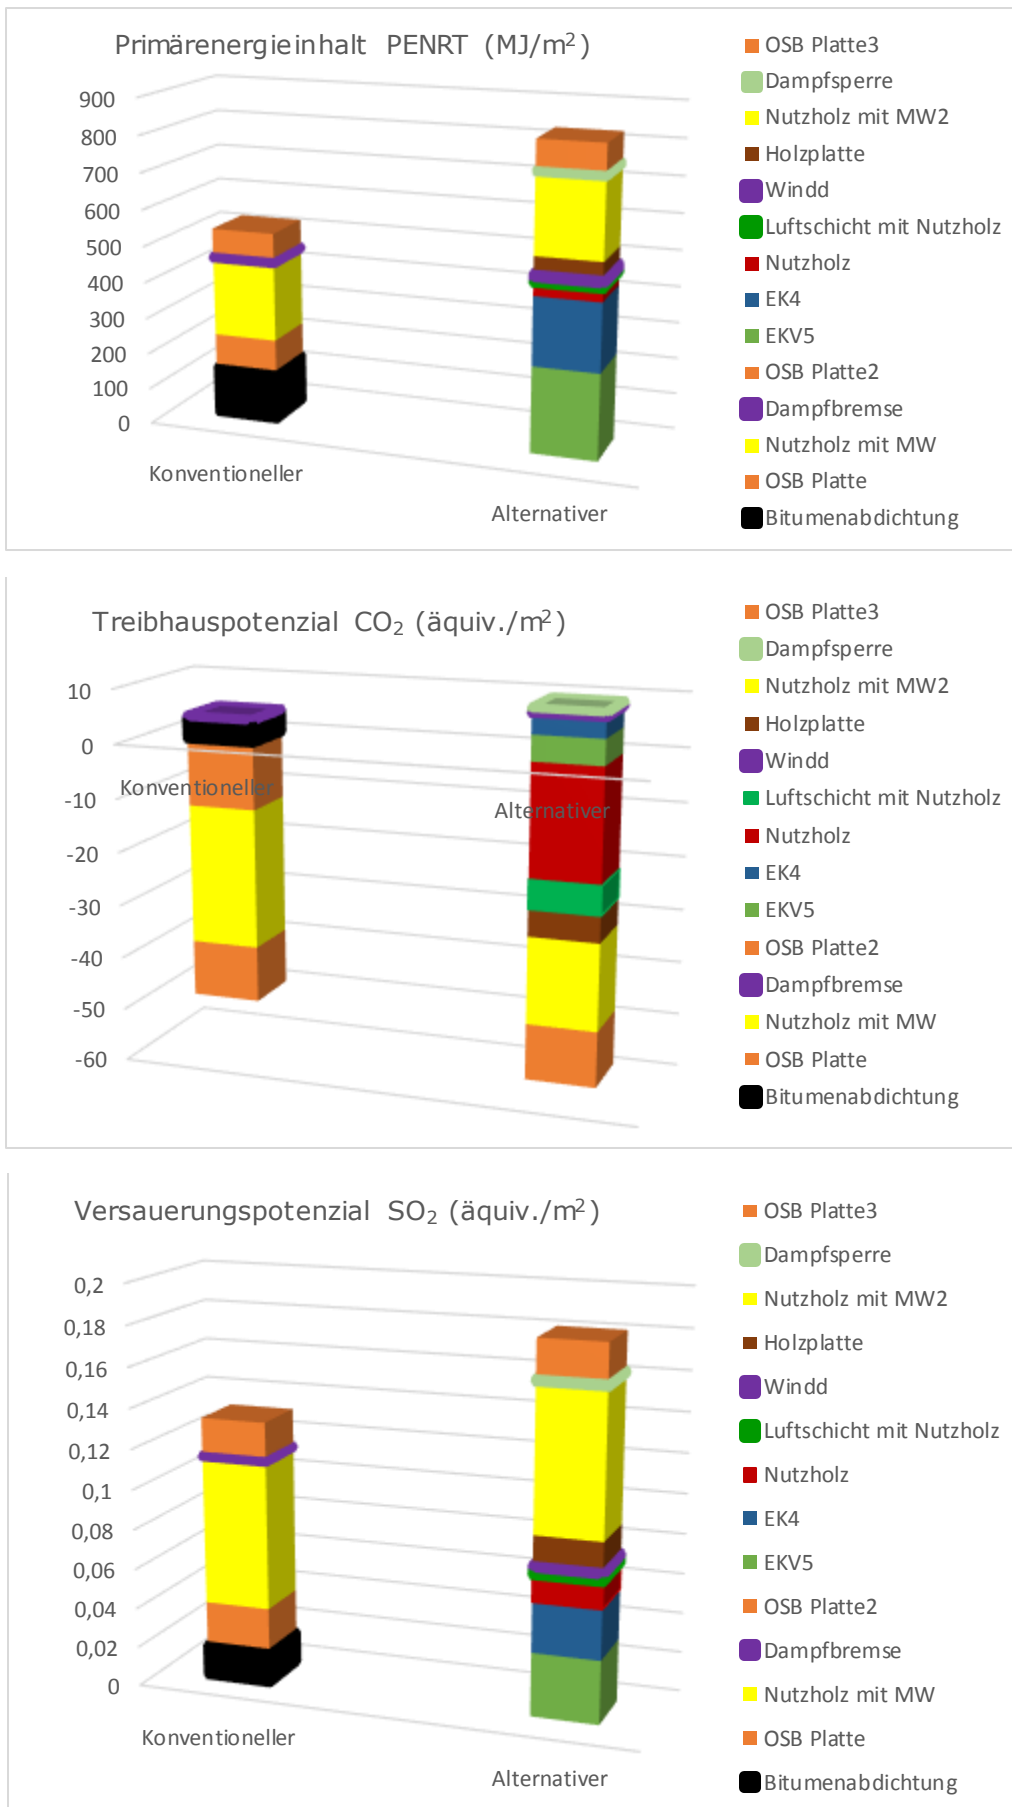 Primärenergieinhalt PENRT (MJ/m²)
900
800
700
600
500
400
300
200
100
0
Konventioneller
Alternativer
OSB Platte3
Dampfsperre
Nutzholz mit MW2
Holzplatte
Windd
Luftschicht mit Nutzholz
Nutzholz
EK4
EKV5
OSB Platte2
Dampfbremse
Nutzholz mit MW
OSB Platte
Bitumenabdichtung
Treibhauspotenzial CO₂ (äquiv./m²)
10
0
-10
-20
-30
-40
-50
-60
Konventioneller
Alternativer
OSB Platte3
Dampfsperre
Nutzholz mit MW2
Holzplatte
Windd
Luftschicht mit Nutzholz
Nutzholz
EK4
EKV5
OSB Platte2
Dampfbremse
Nutzholz mit MW
OSB Platte
Bitumenabdichtung
Versauerungspotenzial SO₂ (äquiv./m²)
0,2
0,18
0,16
0,14
0,12
0,1
0,08
0,06
0,04
0,02
0
Konventioneller
Alternativer
OSB Platte3
Dampfsperre
Nutzholz mit MW2
Holzplatte
Windd
Luftschicht mit Nutzholz
Nutzholz
EK4
EKV5
OSB Platte2
Dampfbremse
Nutzholz mit MW
OSB Platte
Bitumenabdichtung